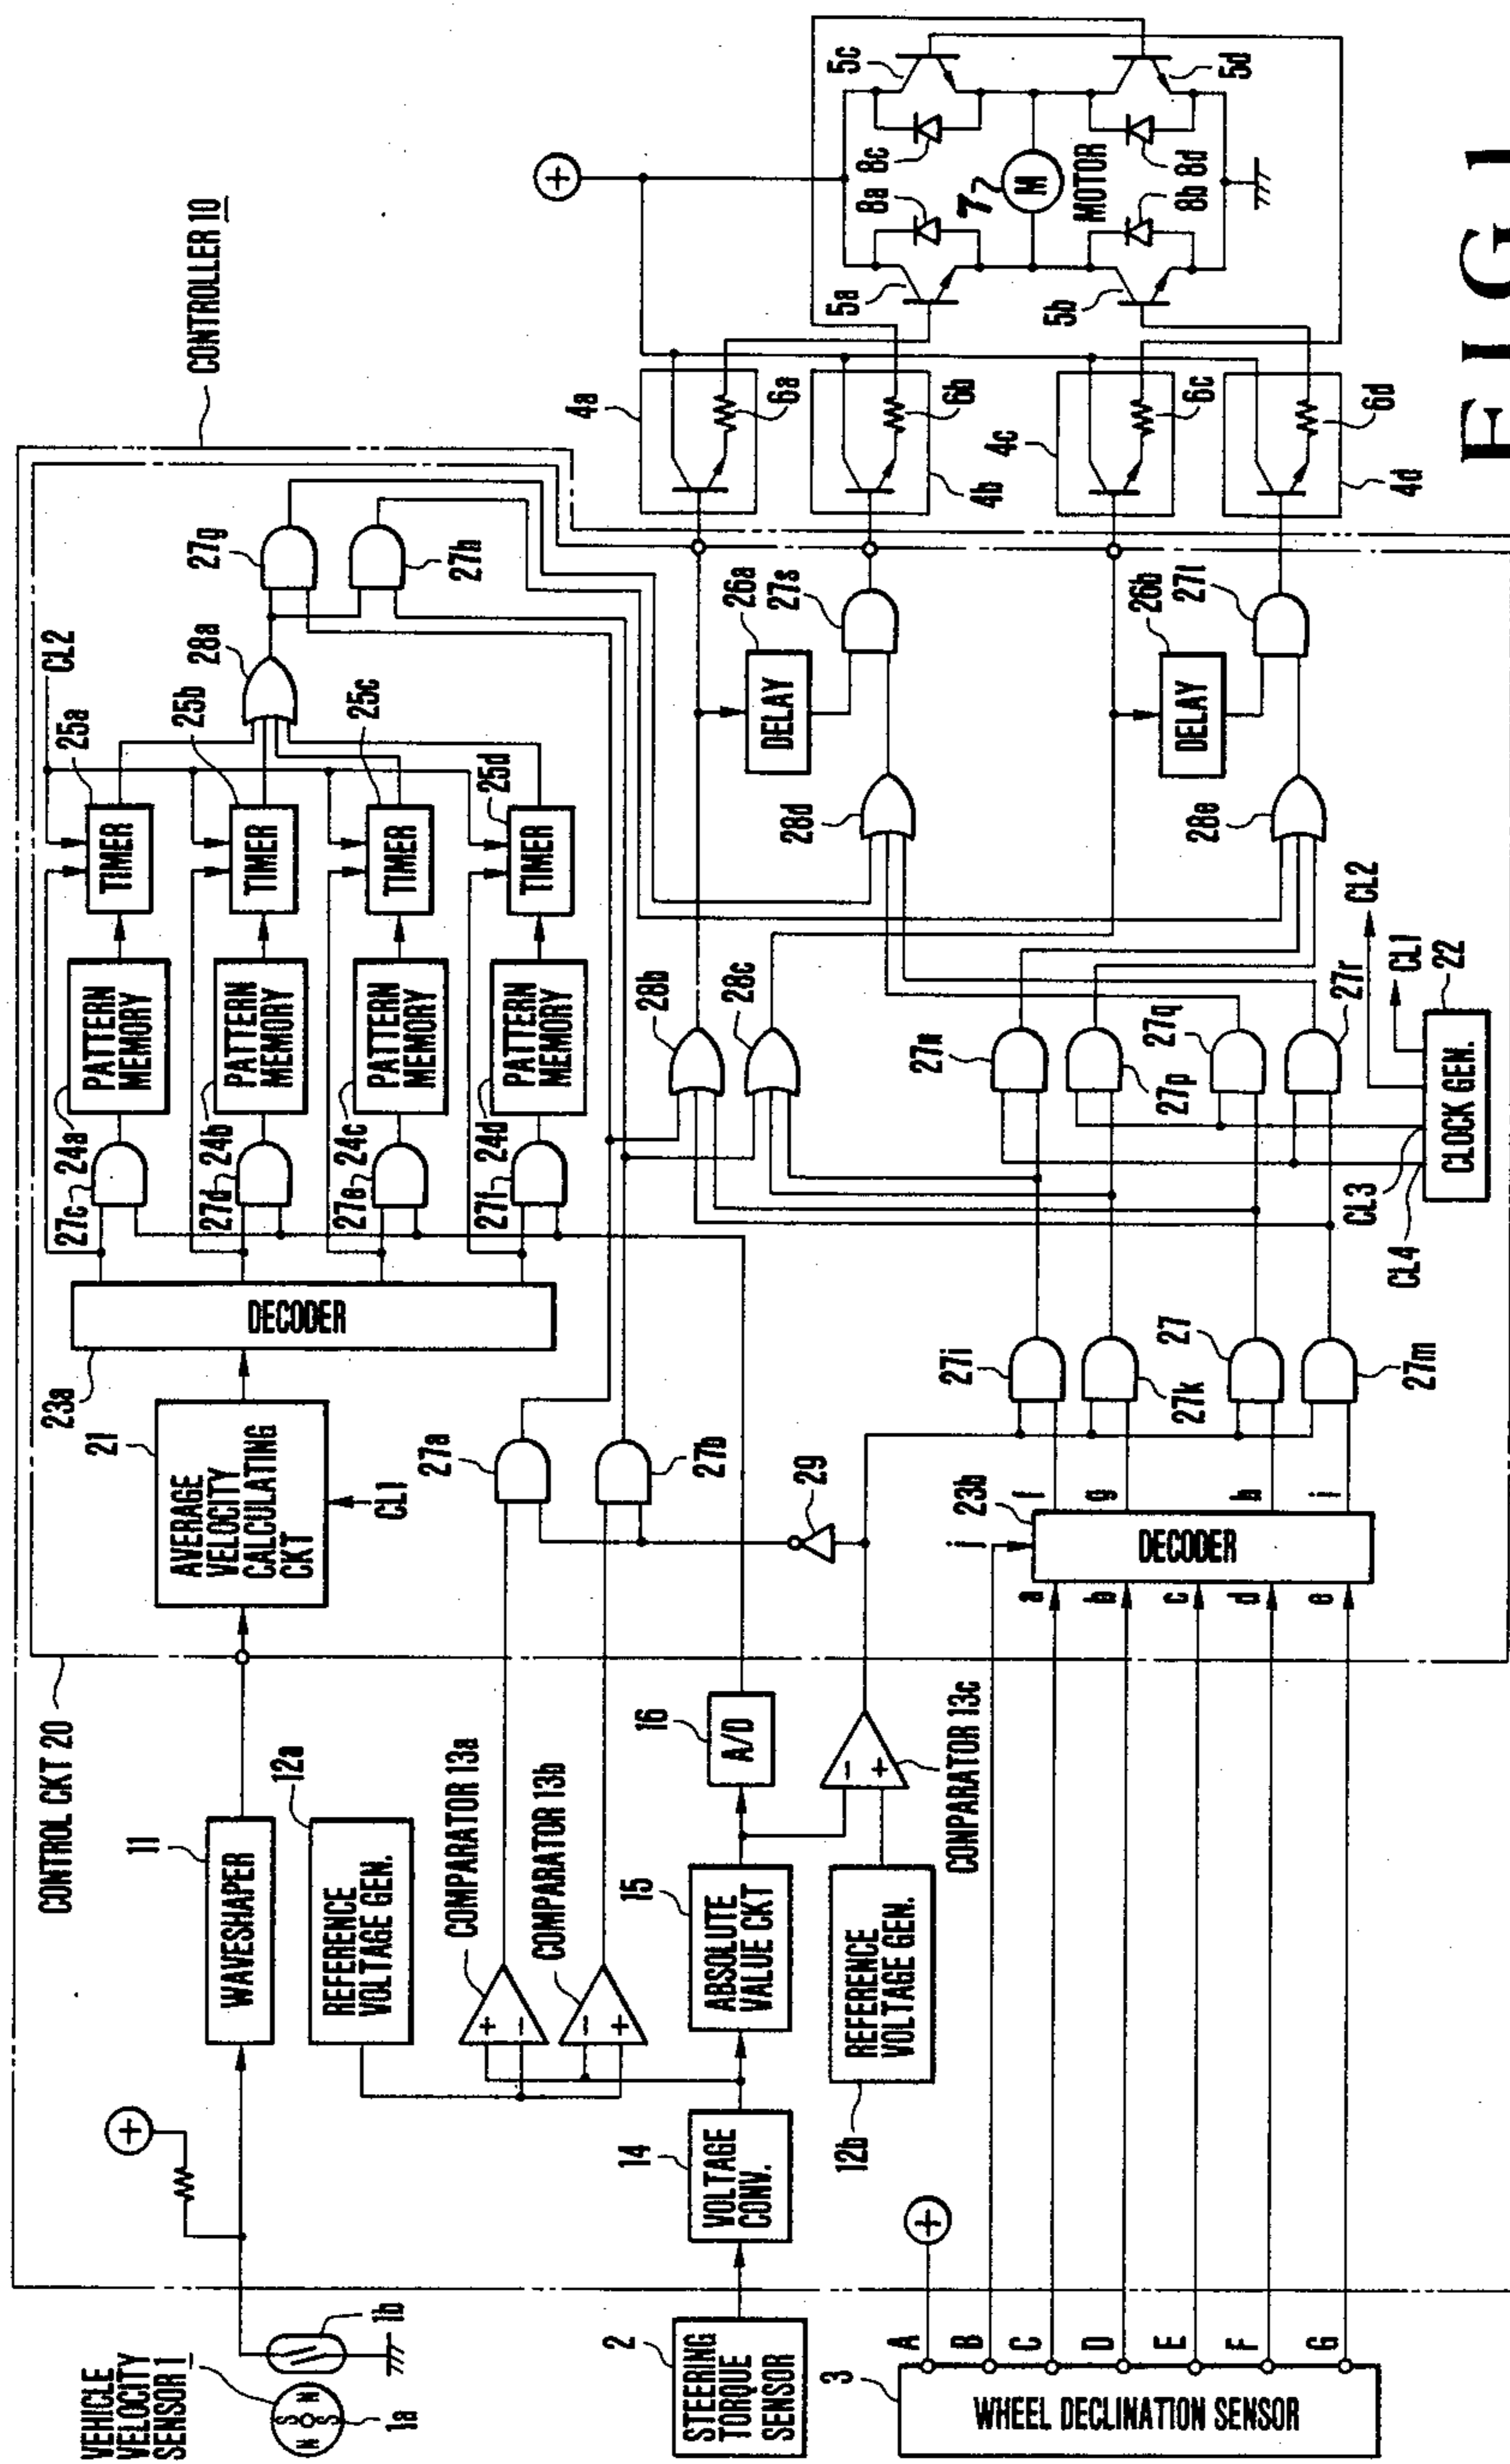 VEHICLE
VELOCITY
SENSOR 1
N
S
S
N
1a
1b
+
WAVESHAPER
11
CONTROL CKT 20
CONTROLLER 10
REFERENCE
VOLTAGE GEN.
12a
AVERAGE
VELOCITY
CALCULATING
CKT
21
CL1
DECODER
23a
27c
27d
27e
27f
PATTERN
MEMORY
24a
PATTERN
MEMORY
24b
PATTERN
MEMORY
24c
PATTERN
MEMORY
24d
TIMER
25a
TIMER
25b
TIMER
25c
TIMER
25d
CL2
28a
27g
27h
COMPARATOR 13a
+
−
COMPARATOR 13b
−
+
27a
27b
STEERING
TORQUE
SENSOR
2
VOLTAGE
CONV.
14
ABSOLUTE
VALUE CKT
15
A/D
16
REFERENCE
VOLTAGE GEN.
12b
−
+
CONPARATOR 13c
29
28b
28c
28d
28e
DELAY
26a
27s
DELAY
26b
27t
4a
6a
4b
6b
4c
6c
4d
6d
+
5a
5b
5c
5d
8a
8b
8c
8d
7
M
MOTOR
WHEEL DECLINATION SENSOR
3
A
B
C
D
E
F
G
+
a
b
c
d
e
j
DECODER
23b
f
g
h
i
27i
27k
27
27m
27n
27p
27q
27r
CLOCK GEN.
22
CL1
CL2
CL3
CL4
FIG.1